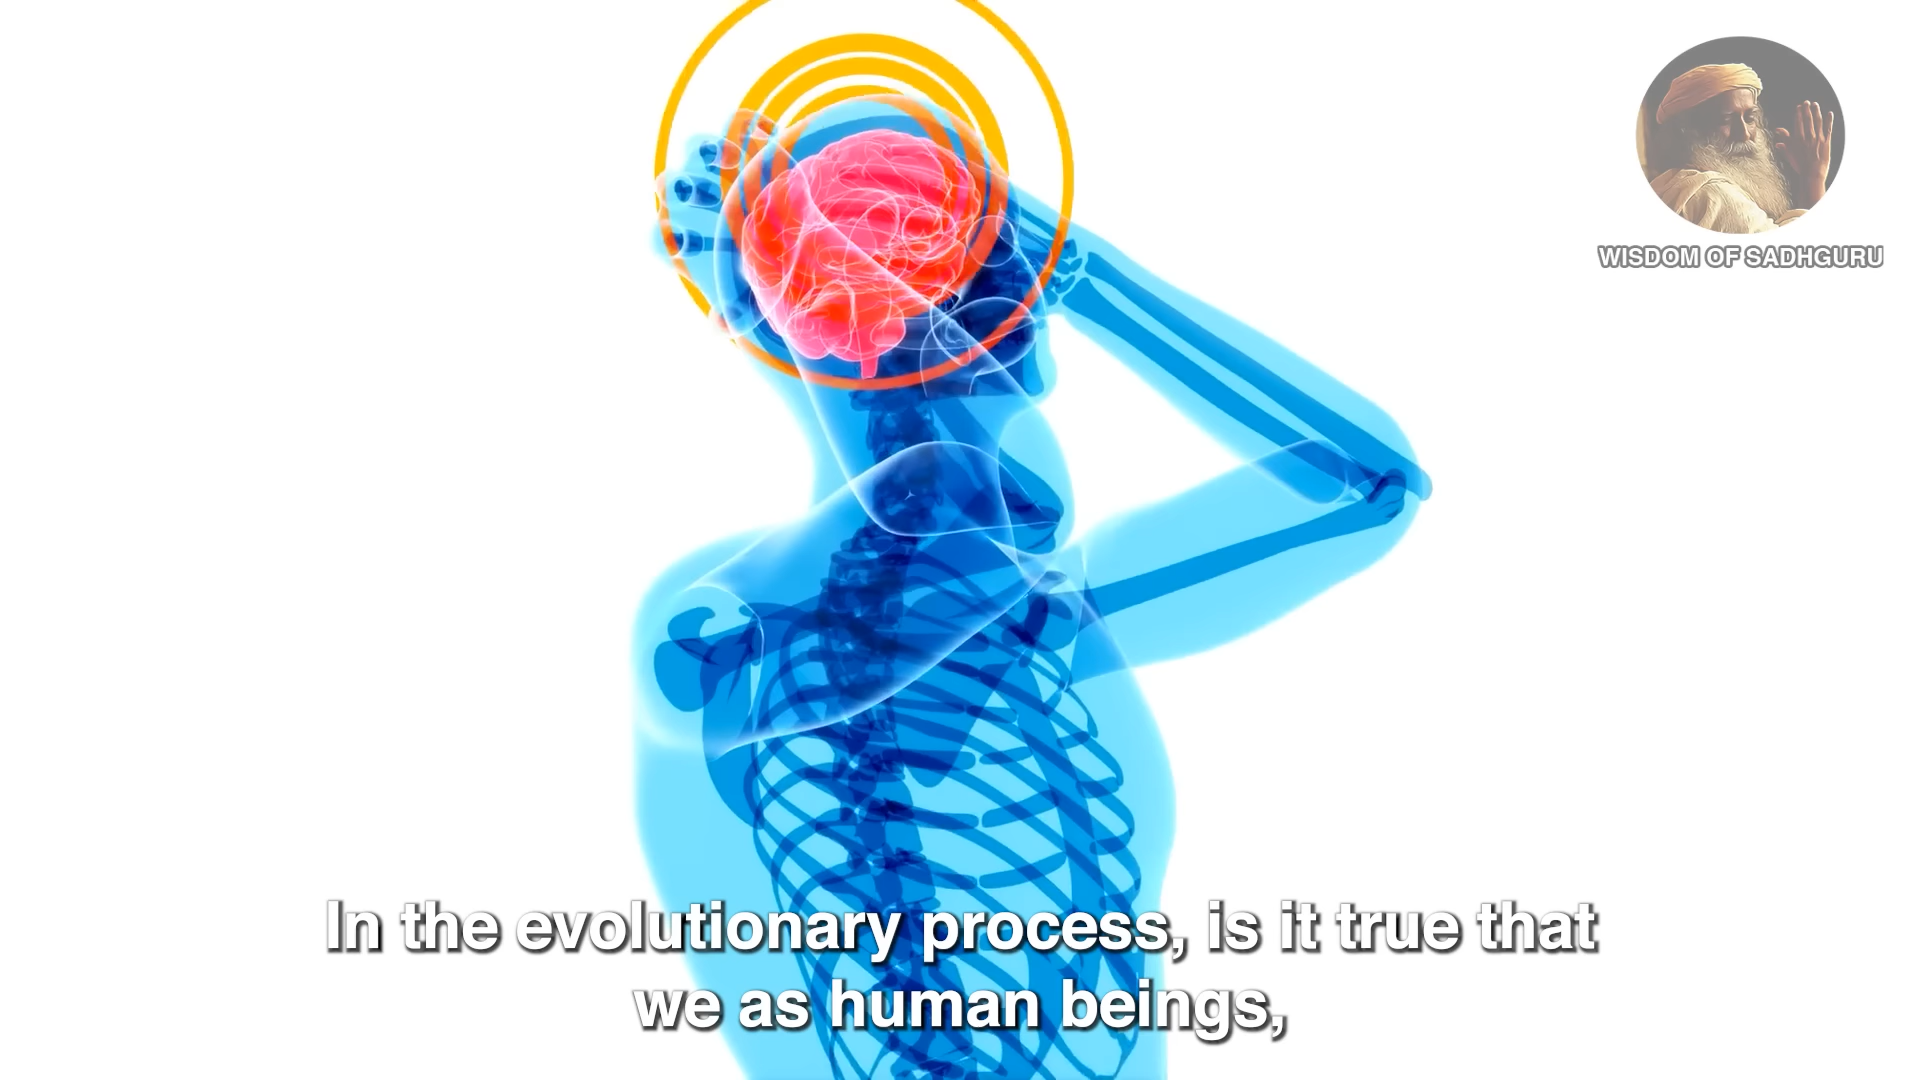 WISDOM OF SADHGURU
In the evolutionary process, is it true that
we as human beings,